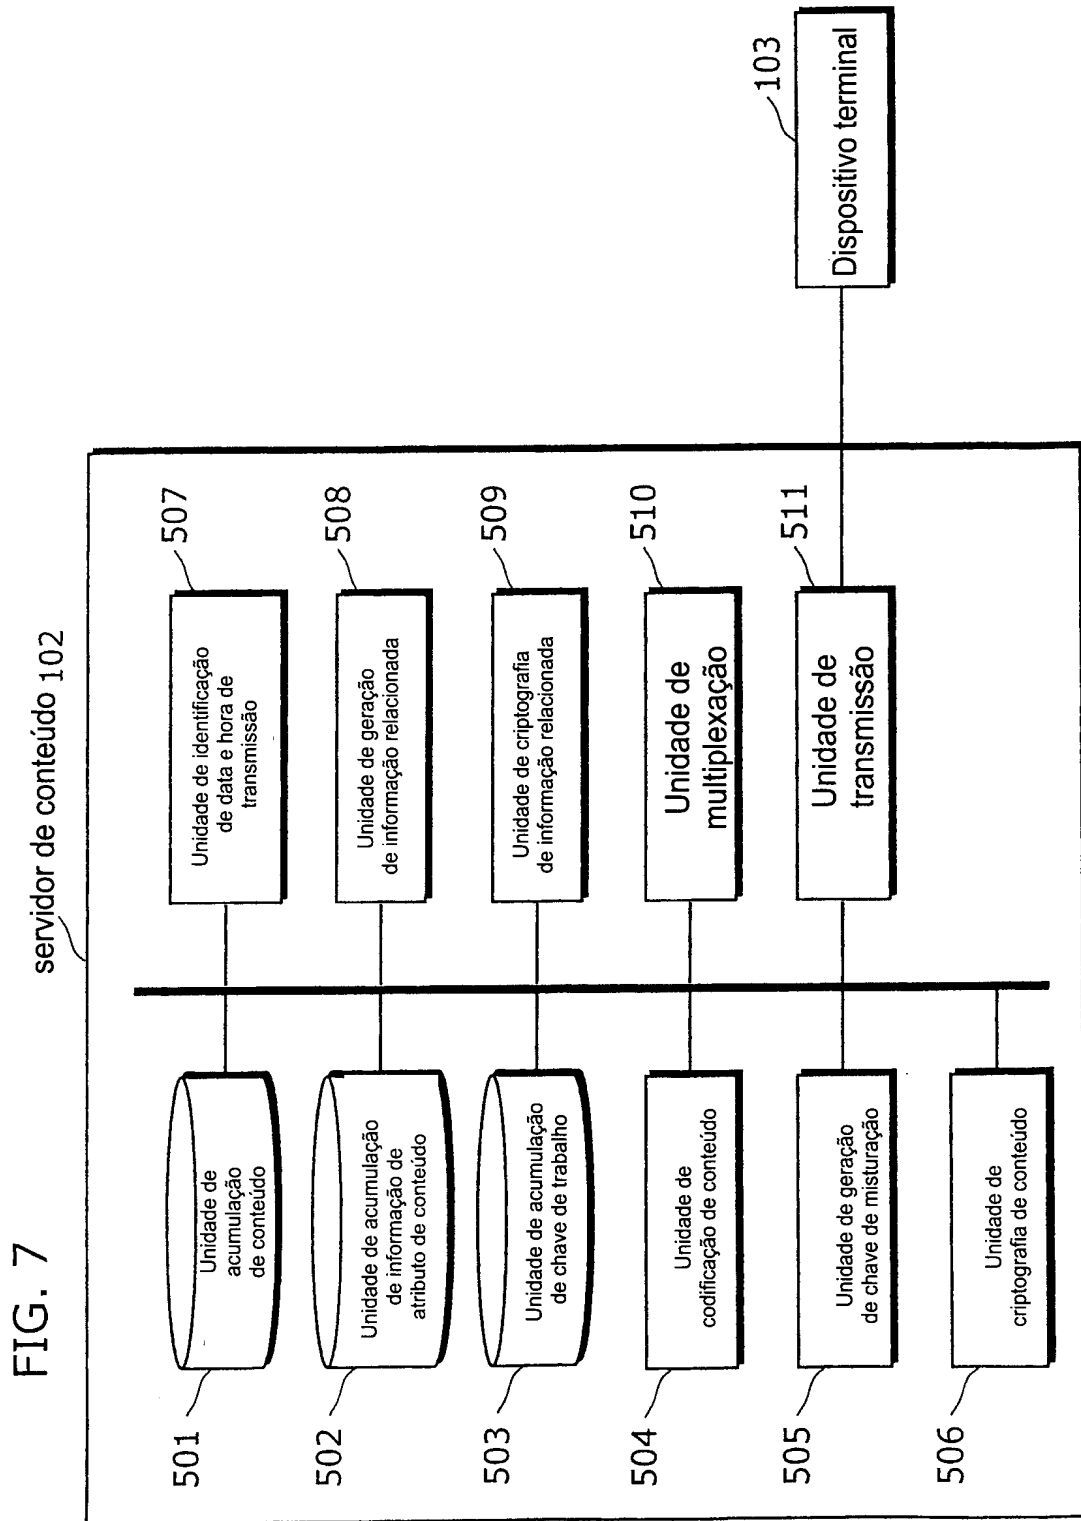 FIG. 7
servidor de conteúdo 102
501
Unidade de
acumulação
de conteúdo
502
Unidade de acumulação
de informação de
atributo de conteúdo
503
Unidade de acumulação
de chave de trabalho
504
Unidade de
codificação de conteúdo
505
Unidade de geração
de chave de misturação
506
Unidade de
criptografia de conteúdo
507
Unidade de identificação
de data e hora de
transmissão
508
Unidade de geração
de informação relacionada
509
Unidade de criptografia
de informação relacionada
510
Unidade de
multiplexação
511
Unidade de
transmissão
103
Dispositivo terminal